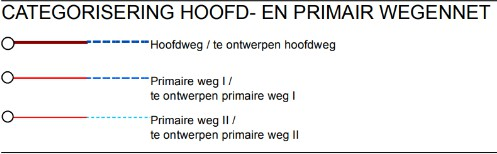 CATEGORISERING HOOFD- EN PRIMAIR WEGENNET
Hoofdweg / te ontwerpen hoofdweg
Primaire weg I /
te ontwerpen primaire weg I
Primaire weg II /
te ontwerpen primaire weg II